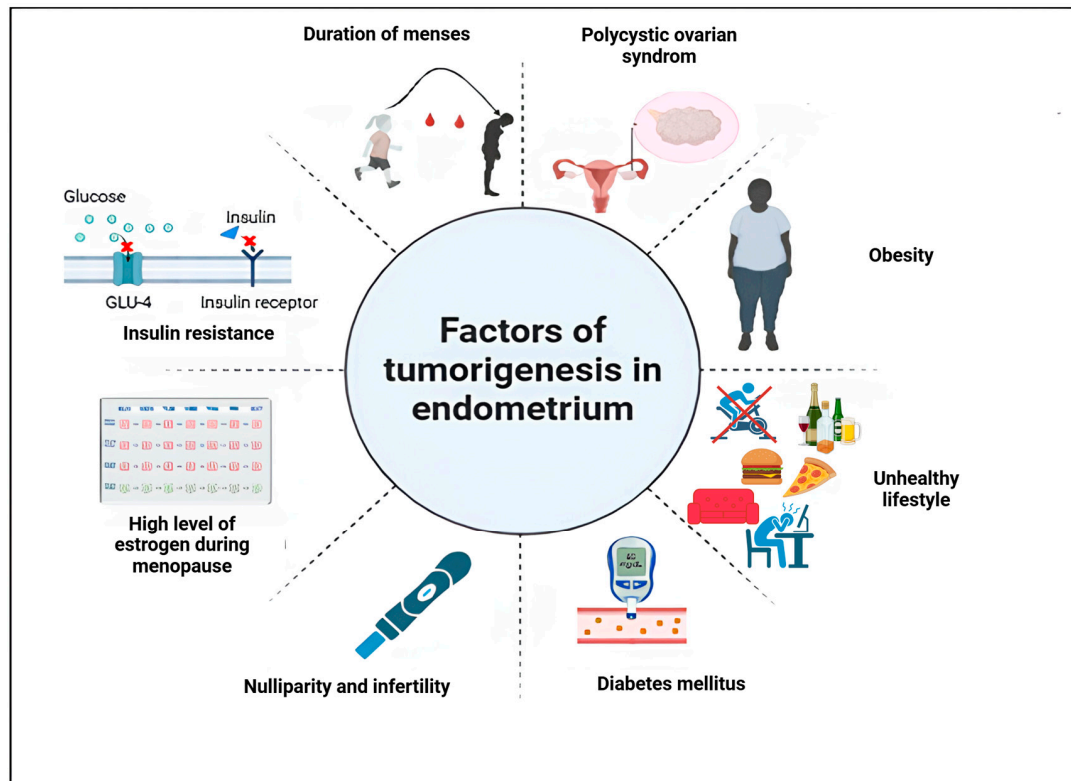 Duration of menses
Polycystic ovarian
syndrom
Glucose
Insulin
GLU-4
Insulin receptor
Insulin resistance
Obesity
Factors of
tumorigenesis in
endometrium
Unhealthy
lifestyle
High level of
estrogen during
menopause
Nulliparity and infertility
Diabetes mellitus